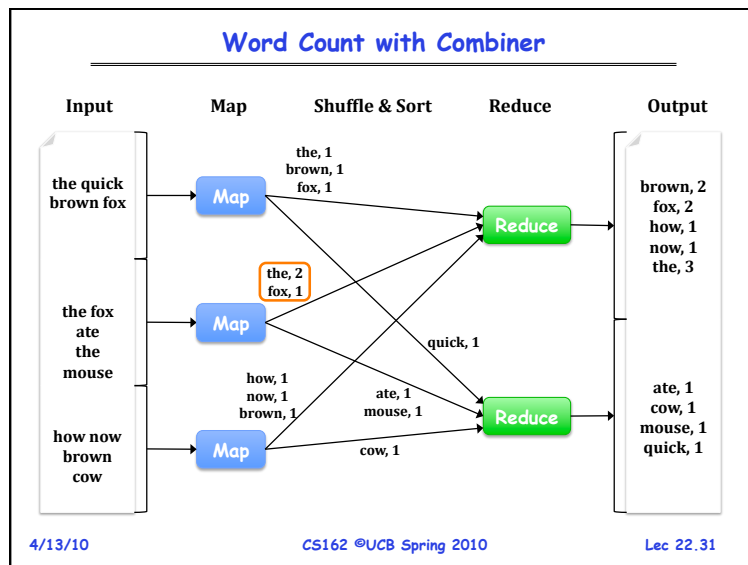 Word Count with Combiner
Input
Map
Shuffle & Sort
Reduce
Output
the quick
brown fox
the fox
ate
the
mouse
how now
brown
cow
Map
Map
Map
the, 1
brown, 1
fox, 1
the, 2
fox, 1
how, 1
now, 1
brown, 1
quick, 1
ate, 1
mouse, 1
cow, 1
Reduce
Reduce
brown, 2
fox, 2
how, 1
now, 1
the, 3
ate, 1
cow, 1
mouse, 1
quick, 1
4/13/10
CS162 ©UCB Spring 2010
Lec 22.31